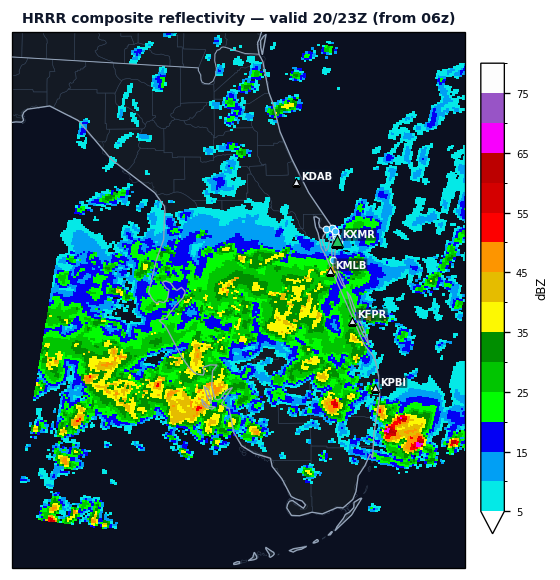 HRRR composite reflectivity — valid 20/23Z (from 06z)
KDAB
KXMR
KMLB
KFPR
KPBI
75
65
55
45
35
25
15
5
dBZ